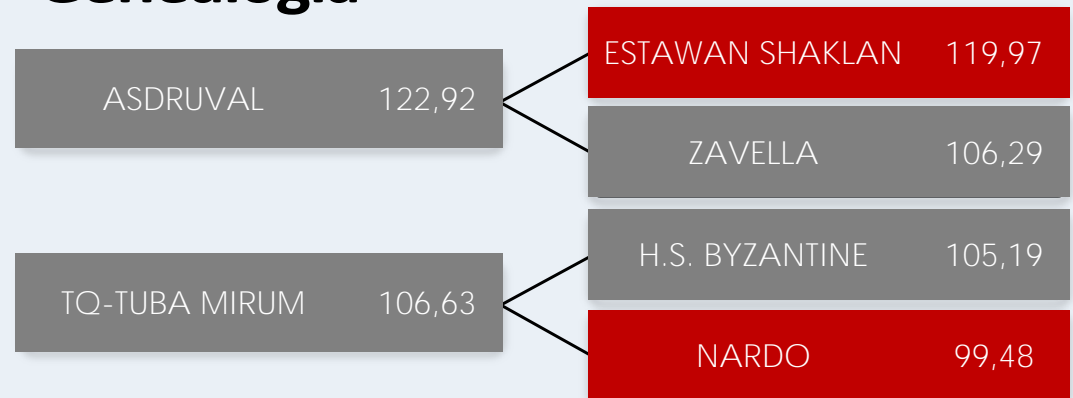 Genealogía
ESTAWAN SHAKLAN 119,97
ASDRUVAL 122,92
ZAVELLA 106,29
H.S. BYZANTINE 105,19
TQ-TUBA MIRUM 106,63
NARDO 99,48